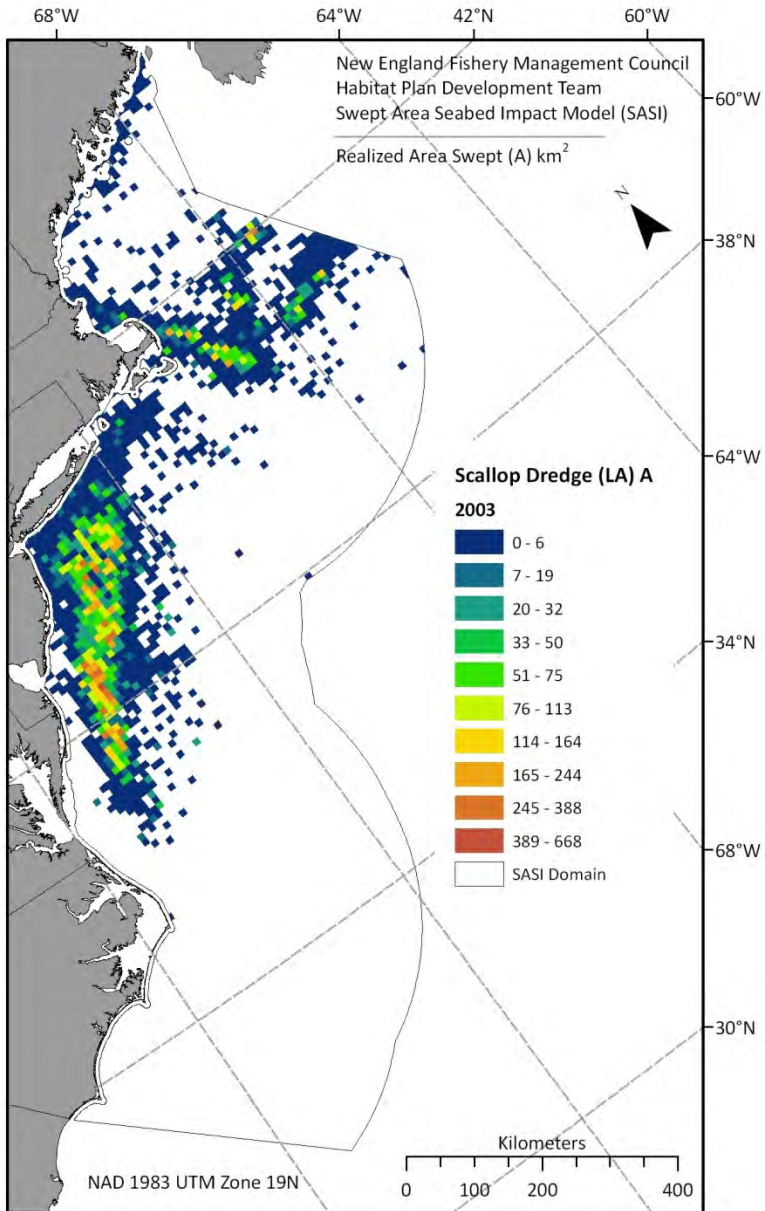 68°W
64°W
42°N
60°W
New England Fishery Management Council
Habitat Plan Development Team
Swept Area Seabed Impact Model (SASI)
Realized Area Swept (A) km²
60°W
N
38°N
64°W
Scallop Dredge (LA) A
2003
0 - 6
7 - 19
20 - 32
33 - 50
51 - 75
76 - 113
114 - 164
165 - 244
245 - 388
389 - 668
SASI Domain
34°N
68°W
30°N
Kilometers
0 100 200 300 400
NAD 1983 UTM Zone 19N